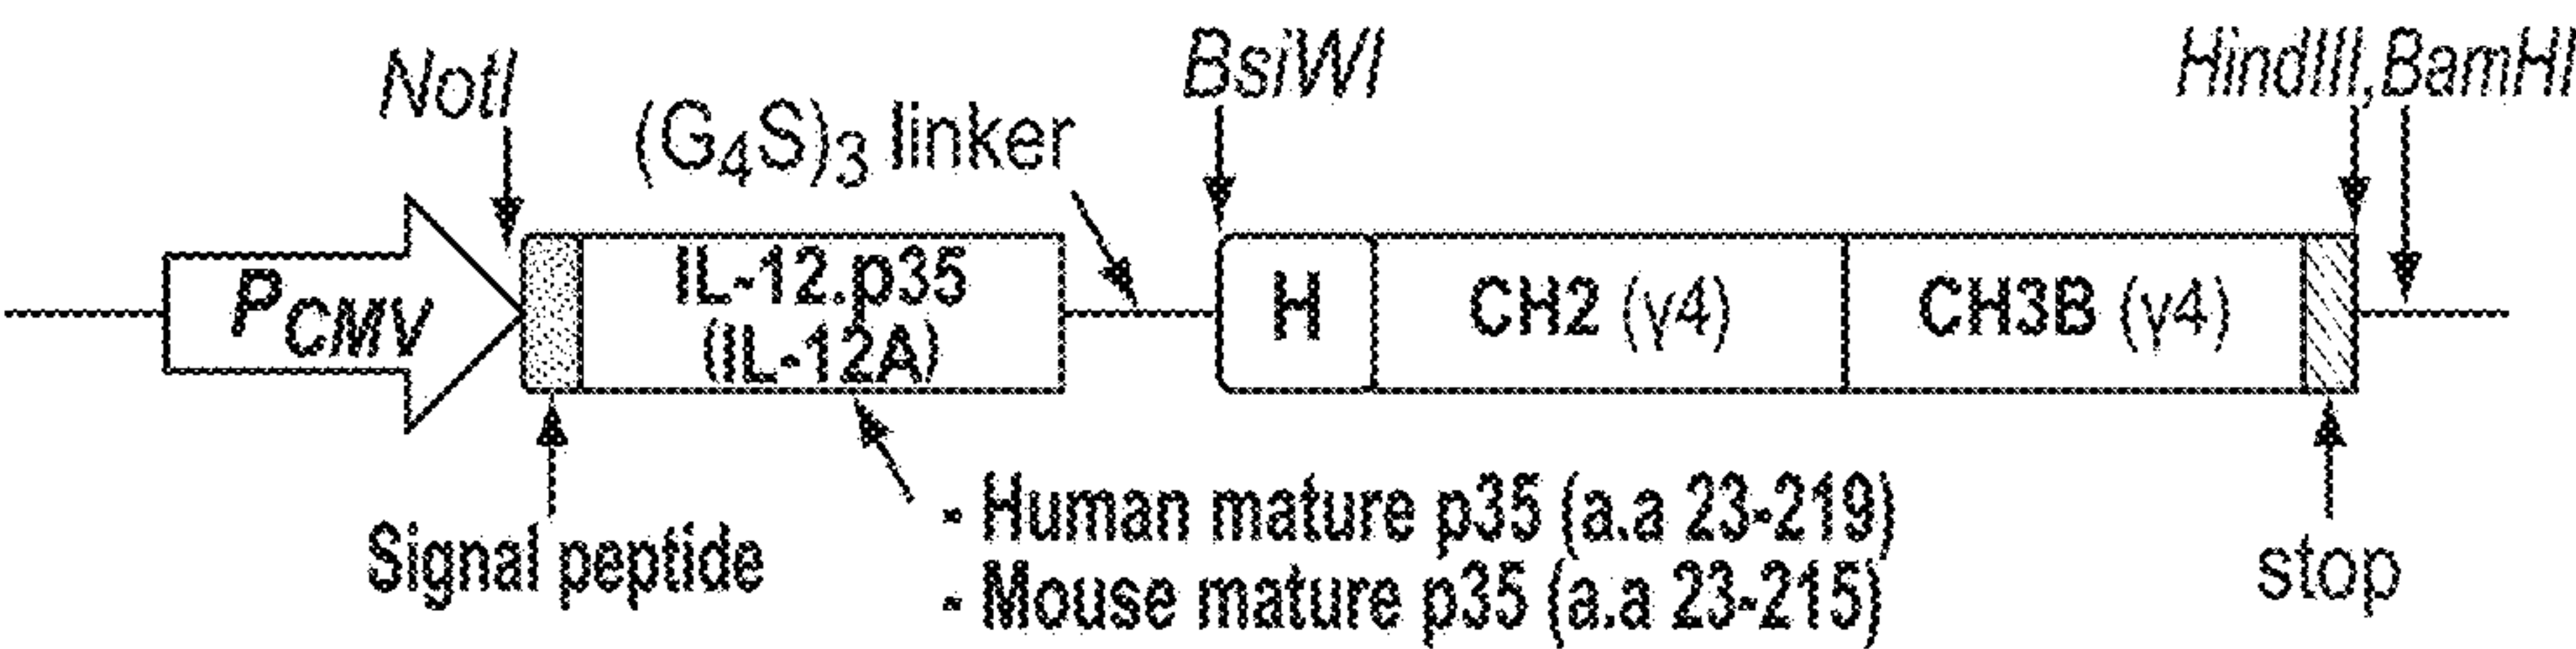 NotI
BsiWI
HindIII,BamHI
(G4S)3 linker
PCMV
IL-12.p35
(IL-12A)
H
CH2 (γ4)
CH3B (γ4)
Signal peptide
- Human mature p35 (a.a 23-219)
- Mouse mature p35 (a.a 23-215)
stop